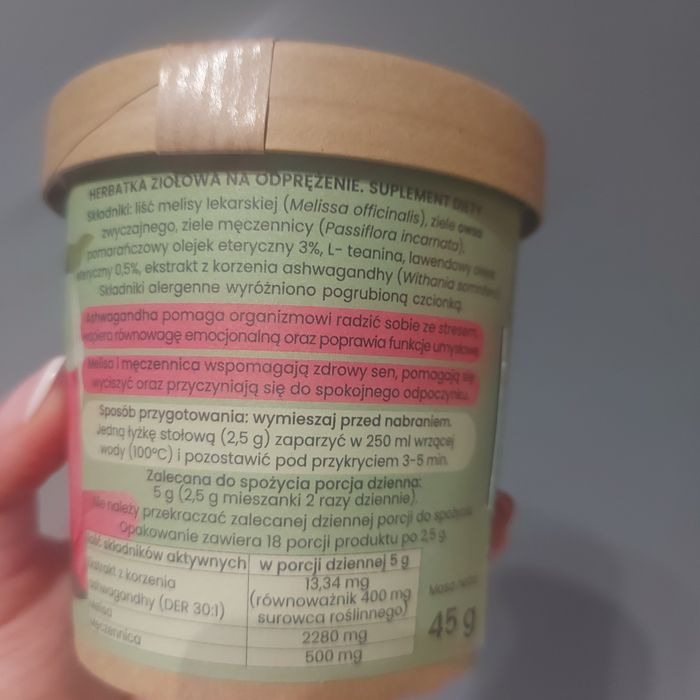 HERBATKA ZIOŁOWA NA ODPRĘŻENIE. SUPLEMENT DIETY
Składniki: liść melisy lekarskiej (Melissa officinalis), ziele owsa
zwyczajnego, ziele męczennicy (Passiflora incarnata),
pomarańczowy olejek eteryczny 3%, L- teanina, lawendowy olejek
eteryczny 0,5%, ekstrakt z korzenia ashwagandhy (Withania somnifera)
Składniki alergenne wyróżniono pogrubioną czcionką
Ashwagandha pomaga organizmowi radzić sobie ze stresem,
wspiera równowagę emocjonalną oraz poprawia funkcje umysłowe
Melisa i męczennica wspomagają zdrowy sen, pomagają się
wyciszyć oraz przyczyniają się do spokojnego odpoczynku
Sposób przygotowania: wymieszaj przed nabraniem.
Jedną łyżkę stołową (2,5 g) zaparzyć w 250 ml wrzącej
wody (100°C) i pozostawić pod przykryciem 3-5 min.
Zalecana do spożycia porcja dzienna:
5 g (2,5 g mieszanki 2 razy dziennie).
Nie należy przekraczać zalecanej dziennej porcji do spożycia
Opakowanie zawiera 18 porcji produktu po 2,5 g
Ilość składników aktywnych w porcji dziennej 5 g
Ekstrakt z korzenia ashwagandhy (DER 30:1) 13,34 mg (równoważnik 400 mg surowca roślinnego)
Melisa 2280 mg
Męczennica 500 mg
Masa netto
45 g